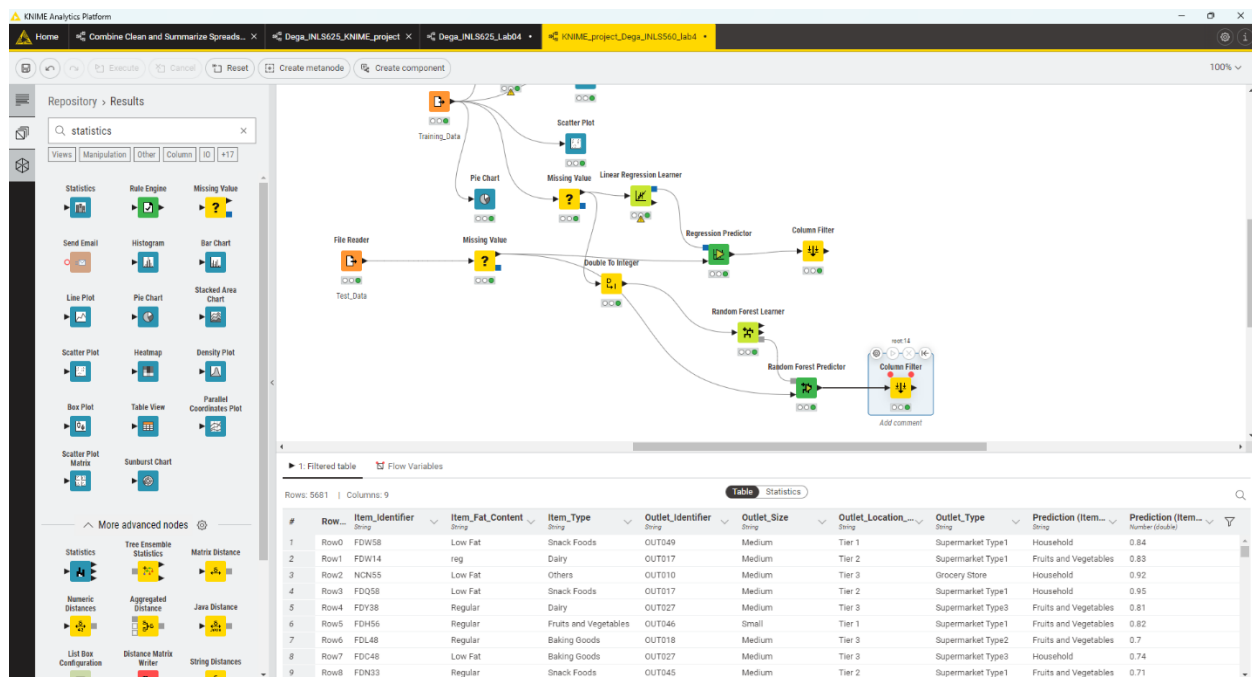 KNIME Analytics Platform
Home Combine Clean and Summarize Spreads... Dega_INLS625_KNIME_project Dega_INLS625_Lab04 KNIME_project_Dega_INLS560_lab4
Execute Cancel Reset Create metanode Create component 100%
Repository > Results
statistics
Views Manipulation Other Column IO +17
Statistics Rule Engine Missing Value
Send Email Histogram Bar Chart
Line Plot Pie Chart Stacked Area Chart
Scatter Plot Heatmap Density Plot
Box Plot Table View Parallel Coordinates Plot
Scatter Plot Matrix Sunburst Chart
More advanced nodes
Statistics Tree Ensemble Statistics Matrix Distance
Numeric Distances Aggregated Distance Java Distance
List Box Configuration Distance Matrix Writer String Distances
Training_Data
Scatter Plot
Pie Chart
Missing Value
Linear Regression Learner
File Reader
Test_Data
Missing Value
Double To Integer
Regression Predictor
Column Filter
Random Forest Learner
Random Forest Predictor
root:14
Column Filter
Add comment
1: Filtered table Flow Variables
Rows: 5681 | Columns: 9 Table Statistics
# Row... Item_Identifier Item_Fat_Content Item_Type Outlet_Identifier Outlet_Size Outlet_Location_... Outlet_Type Prediction (Item... Prediction (Item...
String String String String String String String String Number (double)
1 Row0 FDW58 Low Fat Snack Foods OUT049 Medium Tier 1 Supermarket Type1 Household 0.84
2 Row1 FDW14 reg Dairy OUT017 Medium Tier 2 Supermarket Type1 Fruits and Vegetables 0.83
3 Row2 NCN55 Low Fat Others OUT010 Medium Tier 3 Grocery Store Household 0.92
4 Row3 FDQ58 Low Fat Snack Foods OUT017 Medium Tier 2 Supermarket Type1 Household 0.95
5 Row4 FDY38 Regular Dairy OUT027 Medium Tier 3 Supermarket Type3 Fruits and Vegetables 0.81
6 Row5 FDH56 Regular Fruits and Vegetables OUT046 Small Tier 1 Supermarket Type1 Fruits and Vegetables 0.82
7 Row6 FDL48 Regular Baking Goods OUT018 Medium Tier 3 Supermarket Type2 Fruits and Vegetables 0.7
8 Row7 FDC48 Low Fat Baking Goods OUT027 Medium Tier 3 Supermarket Type3 Household 0.74
9 Row8 FDN33 Regular Snack Foods OUT045 Medium Tier 2 Supermarket Type1 Fruits and Vegetables 0.71